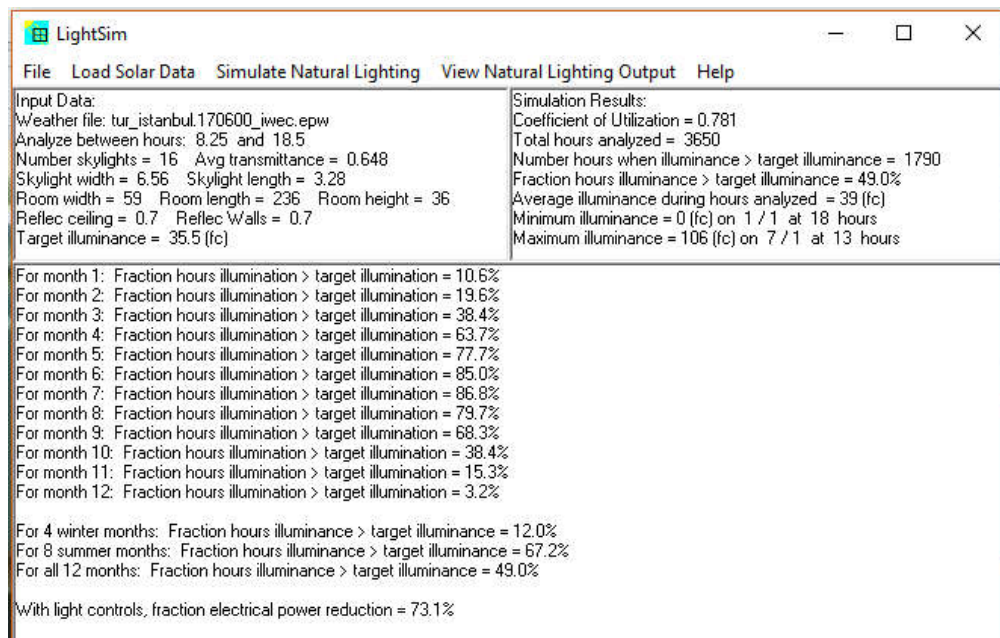 LightSim
File Load Solar Data Simulate Natural Lighting View Natural Lighting Output Help
Input Data:
Weather file: tur_istanbul.170600_iwec.epw
Analyze between hours: 8.25 and 18.5
Number skylights = 16 Avg transmittance = 0.648
Skylight width = 6.56 Skylight length = 3.28
Room width = 59 Room length = 236 Room height = 36
Reflec ceiling = 0.7 Reflec Walls = 0.7
Target illuminance = 35.5 (fc)
Simulation Results:
Coefficient of Utilization = 0.781
Total hours analyzed = 3650
Number hours when illuminance > target illuminance = 1790
Fraction hours illuminance > target illuminance = 49.0%
Average illuminance during hours analyzed = 39 (fc)
Minimum illuminance = 0 (fc) on 1 / 1 at 18 hours
Maximum illuminance = 106 (fc) on 7 / 1 at 13 hours
For month 1: Fraction hours illumination > target illumination = 10.6%
For month 2: Fraction hours illumination > target illumination = 19.6%
For month 3: Fraction hours illumination > target illumination = 38.4%
For month 4: Fraction hours illumination > target illumination = 63.7%
For month 5: Fraction hours illumination > target illumination = 77.7%
For month 6: Fraction hours illumination > target illumination = 85.0%
For month 7: Fraction hours illumination > target illumination = 86.8%
For month 8: Fraction hours illumination > target illumination = 79.7%
For month 9: Fraction hours illumination > target illumination = 68.3%
For month 10: Fraction hours illumination > target illumination = 38.4%
For month 11: Fraction hours illumination > target illumination = 15.3%
For month 12: Fraction hours illumination > target illumination = 3.2%
For 4 winter months: Fraction hours illuminance > target illuminance = 12.0%
For 8 summer months: Fraction hours illuminance > target illuminance = 67.2%
For all 12 months: Fraction hours illuminance > target illuminance = 49.0%
With light controls, fraction electrical power reduction = 73.1%